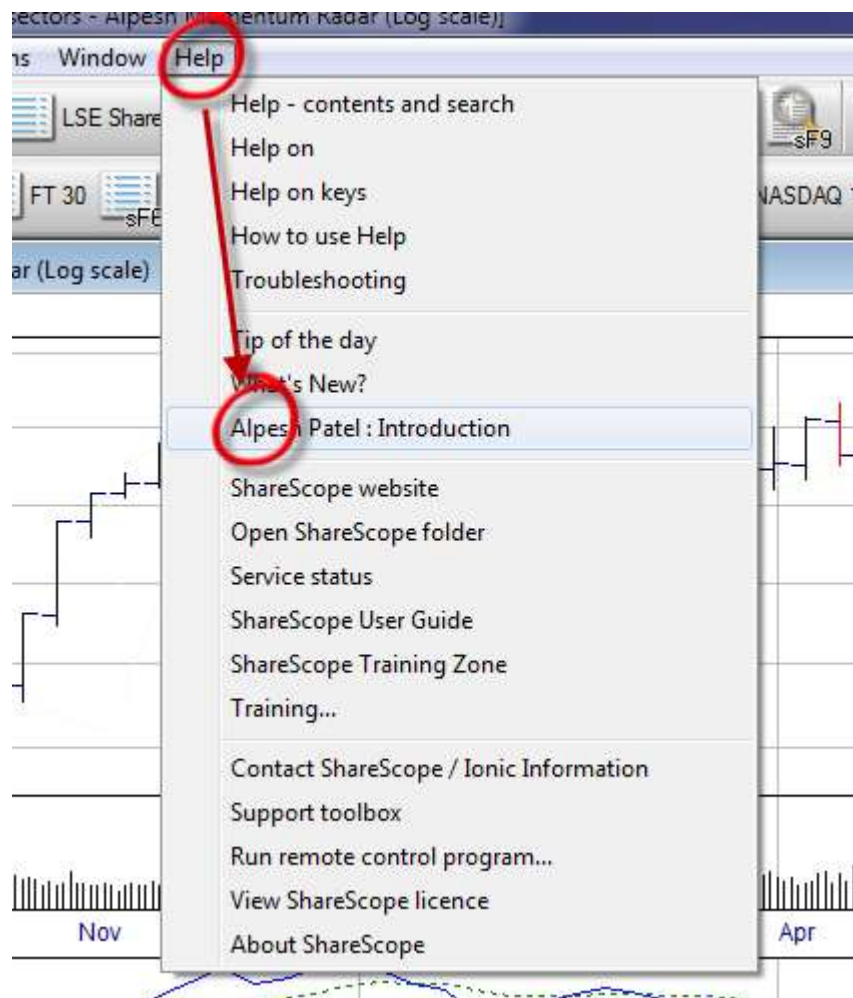 sectors - Alpesh Momentum Radar (Log scale)]
ns Window Help
LSE Share
sF9
FT 30
sF6
NASDAQ
ar (Log scale)
Help - contents and search
Help on
Help on keys
How to use Help
Troubleshooting
Tip of the day
What's New?
Alpesh Patel : Introduction
ShareScope website
Open ShareScope folder
Service status
ShareScope User Guide
ShareScope Training Zone
Training...
Contact ShareScope / Ionic Information
Support toolbox
Run remote control program...
View ShareScope licence
About ShareScope
Nov
Apr